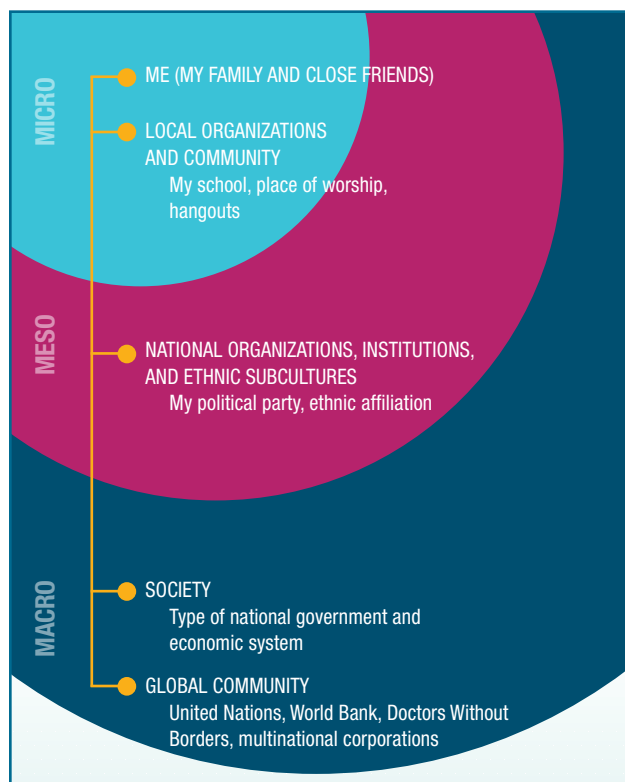 MICRO
ME (MY FAMILY AND CLOSE FRIENDS)
LOCAL ORGANIZATIONS
AND COMMUNITY
My school, place of worship,
hangouts
MESO
NATIONAL ORGANIZATIONS, INSTITUTIONS,
AND ETHNIC SUBCULTURES
My political party, ethnic affiliation
MACRO
SOCIETY
Type of national government and
economic system
GLOBAL COMMUNITY
United Nations, World Bank, Doctors Without
Borders, multinational corporations